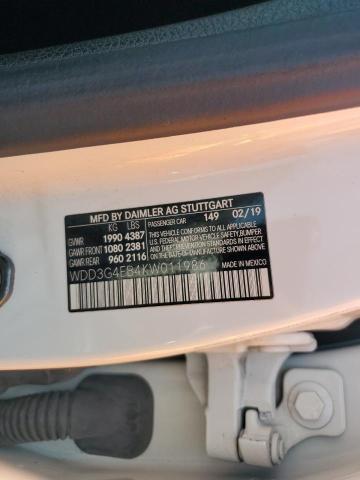 MFD BY DAIMLER AG STUTTGART
KG LBS PASSENGER CAR 149 02/19
GVWR 1990 4387 THIS VEHICLE CONFORMS TO ALL APPLICABLE
GAWR FRONT 1080 2381 U.S. FEDERAL MOTOR VEHICLE SAFETY,BUMPER
GAWR REAR 960 2116 AND THEFT PREVENTION STANDARDS IN EFFECT
ON THE DATE-OF-MANUFACTURE SHOWN ABOVE
WDD3G4EB4KW011986 MADE IN MEXICO